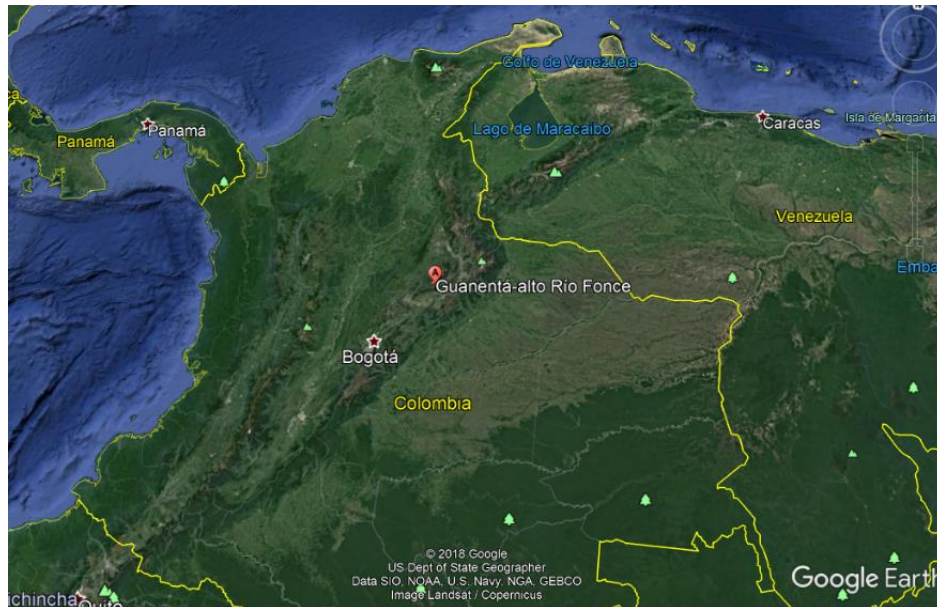 Golfo de Venezuela
Lago de Maracaibo
Caracas
Isla de Margarita
Panamá
Panamá
Venezuela
Guanentá-alto Río Fonce
Bogotá
Colombia
© 2018 Google
US Dept of State Geographer
Data SIO, NOAA, U.S. Navy, NGA, GEBCO
Image Landsat / Copernicus
Google Earth